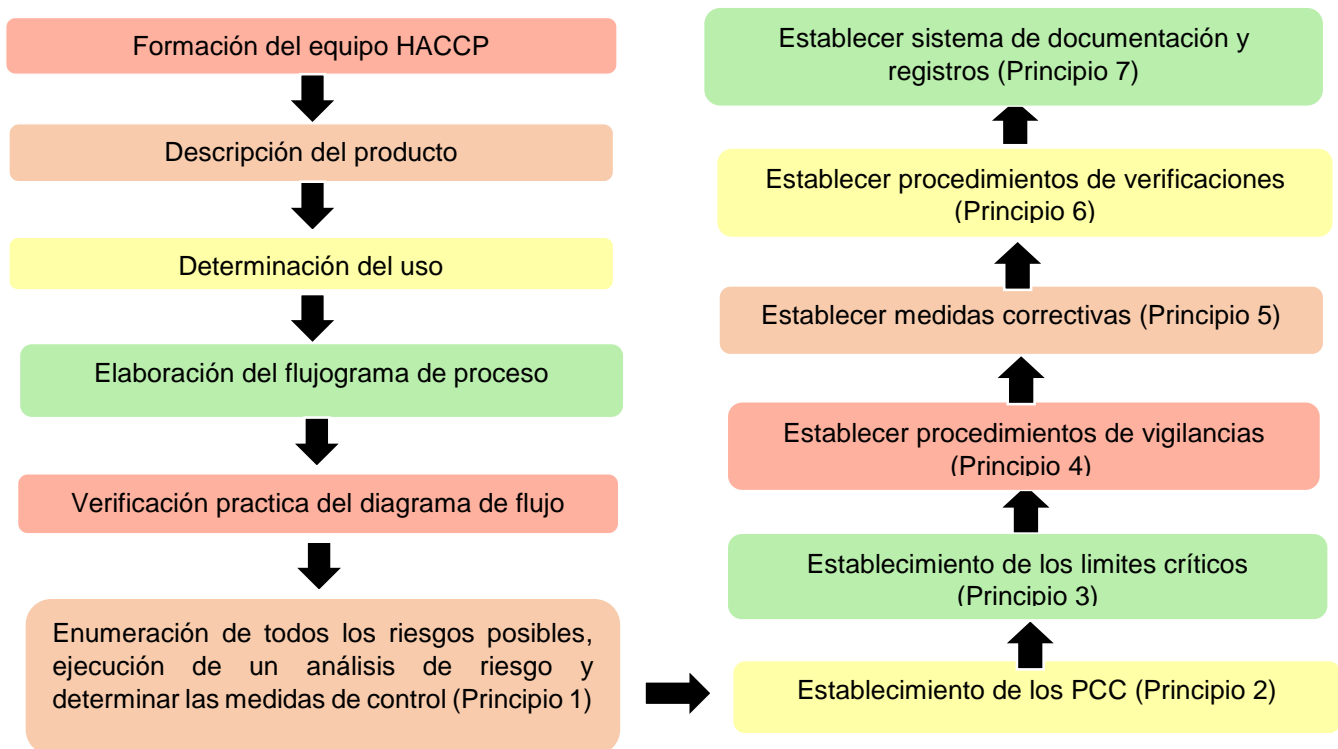 Formación del equipo HACCP
Descripción del producto
Determinación del uso
Elaboración del flujograma de proceso
Verificación practica del diagrama de flujo
Enumeración de todos los riesgos posibles,
ejecución de un análisis de riesgo y
determinar las medidas de control (Principio 1)
Establecimiento de los PCC (Principio 2)
Establecimiento de los limites críticos
(Principio 3)
Establecer procedimientos de vigilancias
(Principio 4)
Establecer medidas correctivas (Principio 5)
Establecer procedimientos de verificaciones
(Principio 6)
Establecer sistema de documentación y
registros (Principio 7)